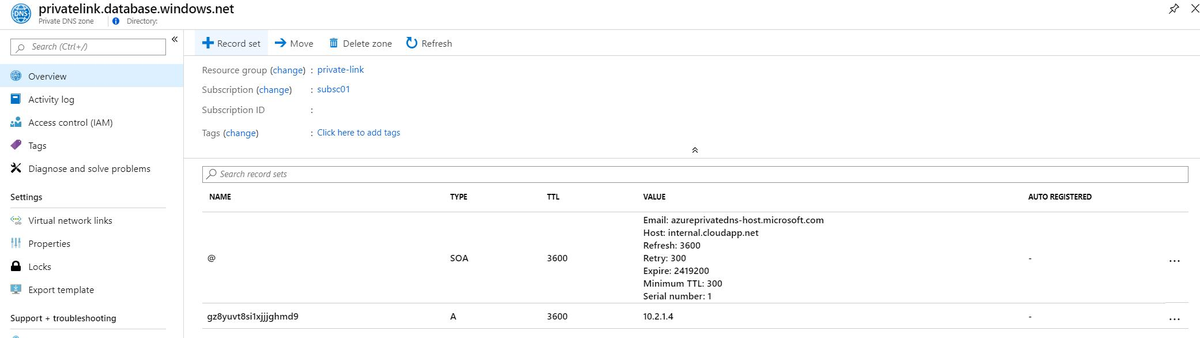 privatelink.database.windows.net
DNS
Private DNS zone
Directory:
Search (Ctrl+/)
«
Overview
Activity log
Access control (IAM)
Tags
Diagnose and solve problems
Settings
Virtual network links
Properties
Locks
Export template
Support + troubleshooting
Record set Move Delete zone Refresh
Resource group (change) : private-link
Subscription (change) : subsc01
Subscription ID :
Tags (change) : Click here to add tags
Search record sets
NAME TYPE TTL VALUE AUTO REGISTERED
@ SOA 3600
Email: azureprivatedns-host.microsoft.com
Host: internal.cloudapp.net
Refresh: 3600
Retry: 300
Expire: 2419200
Minimum TTL: 300
Serial number: 1
- ...
gz8yuvt8si1xjjjghmd9 A 3600 10.2.1.4 - ...